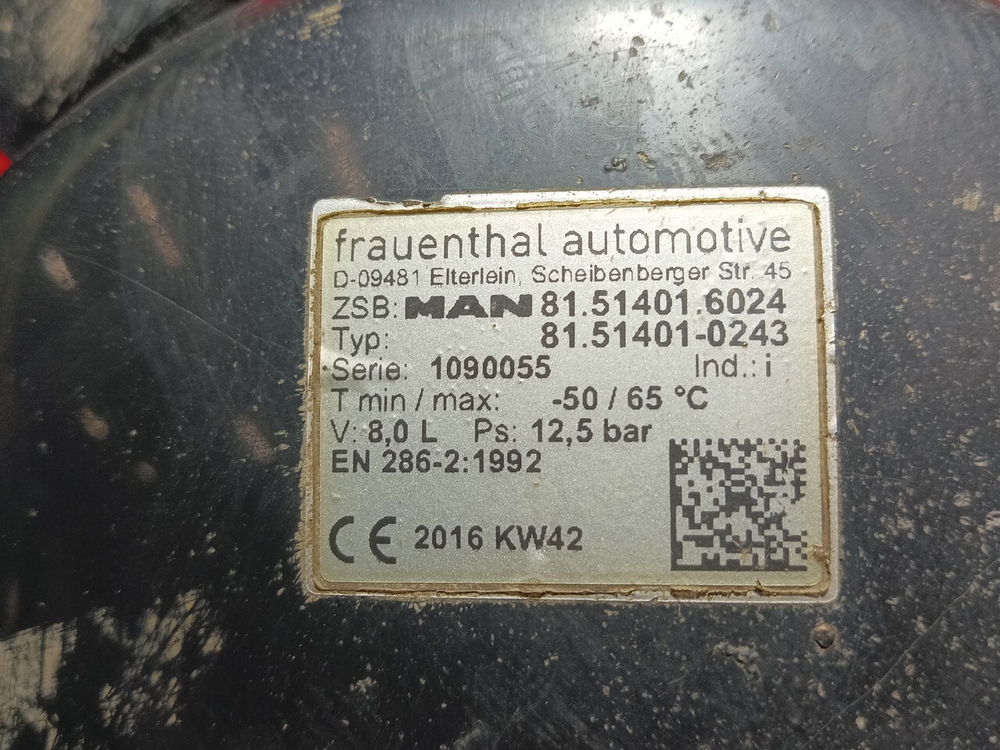 frauenthal automotive
D-09481 Elterlein, Scheibenberger Str. 45
ZSB: MAN 81.51401.6024
Typ: 81.51401-0243
Serie: 1090055 Ind.: i
T min / max: -50 / 65 °C
V: 8,0 L Ps: 12,5 bar
EN 286-2:1992
CE 2016 KW42